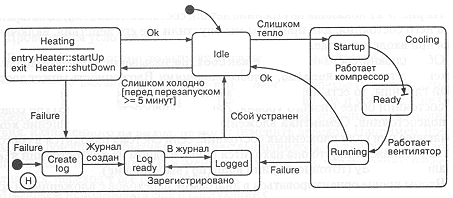 Heating
entry Heater::startUp
exit Heater::shutDown
Ok
Idle
Слишком
тепло
Cooling
Startup
Работает
компрессор
Ready
Слишком холодно
[перед перезапуском
>= 5 минут]
Ok
Running
Работает
вентилятор
Failure
Сбой устранен
Failure
Failure
Журнал
создан
В журнал
Create
log
Log
ready
Logged
Зарегистрировано
H